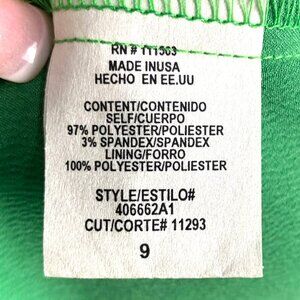 RN # 111563
MADE INUSA
HECHO EN EE.UU
CONTENT/CONTENIDO
SELF/CUERPO
97% POLYESTER/POLIESTER
3% SPANDEX/SPANDEX
LINING/FORRO
100% POLYESTER/POLIESTER
STYLE/ESTILO#
406662A1
CUT/CORTE# 11293
9